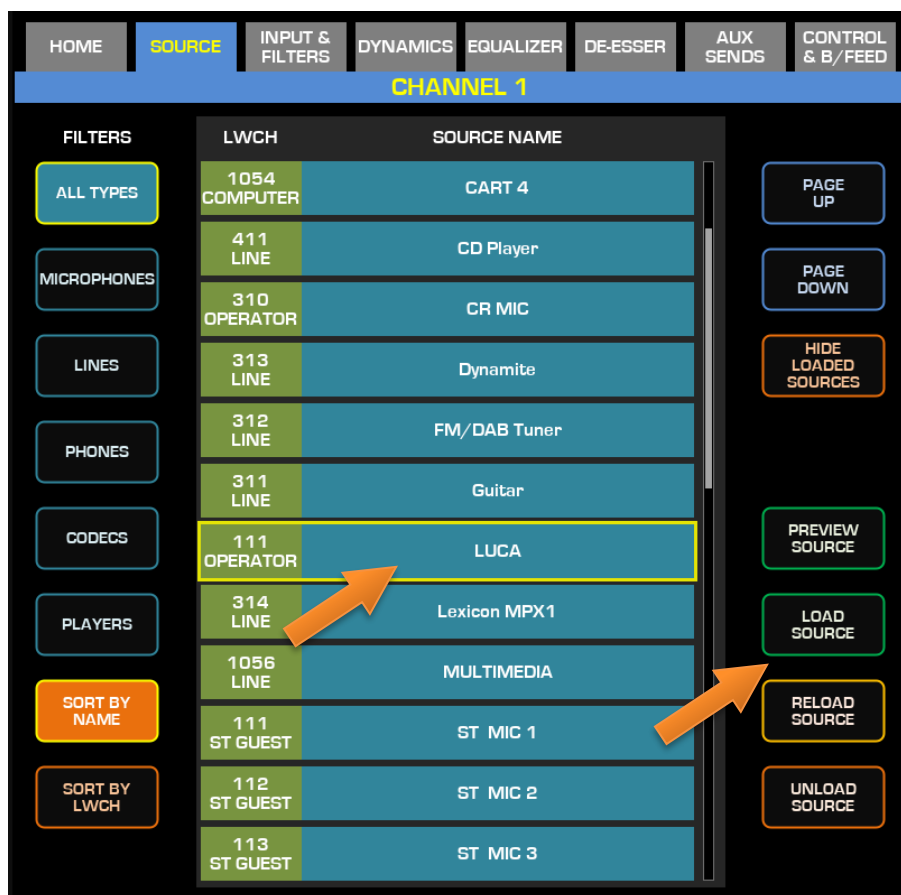 HOME
SOURCE
INPUT &
FILTERS
DYNAMICS
EQUALIZER
DE-ESSER
AUX
SENDS
CONTROL
& B/FEED
CHANNEL 1
FILTERS
ALL TYPES
MICROPHONES
LINES
PHONES
CODECS
PLAYERS
SORT BY
NAME
SORT BY
LWCH
LWCH SOURCE NAME
1054
COMPUTER
CART 4
411
LINE
CD Player
310
OPERATOR
CR MIC
313
LINE
Dynamite
312
LINE
FM/DAB Tuner
311
LINE
Guitar
111
OPERATOR
LUCA
314
LINE
Lexicon MPX1
1056
LINE
MULTIMEDIA
111
ST GUEST
ST MIC 1
112
ST GUEST
ST MIC 2
113
ST GUEST
ST MIC 3
PAGE
UP
PAGE
DOWN
HIDE
LOADED
SOURCES
PREVIEW
SOURCE
LOAD
SOURCE
RELOAD
SOURCE
UNLOAD
SOURCE